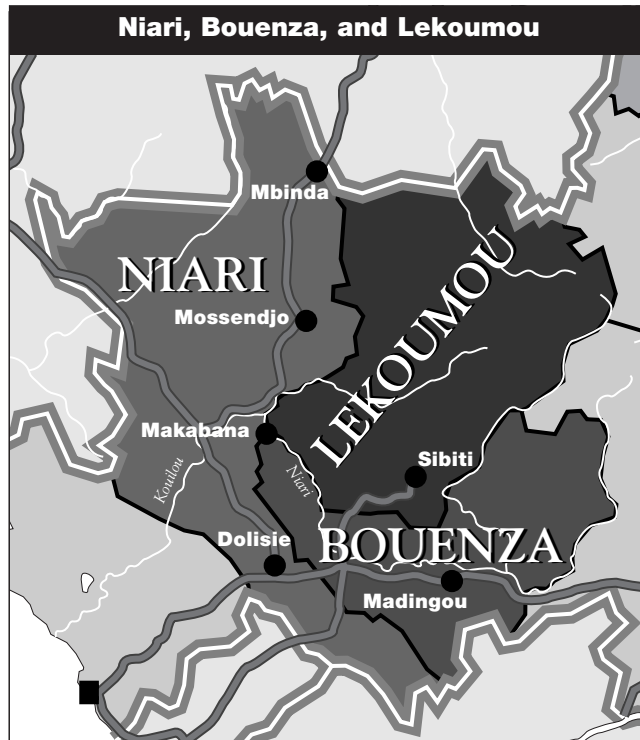 Niari, Bouenza, and Lekoumou
Mbinda
NIARI
LEKOUMOU
Mossendjo
Makabana
Sibiti
Kouilou
Niari
Dolisie
BOUENZA
Madingou